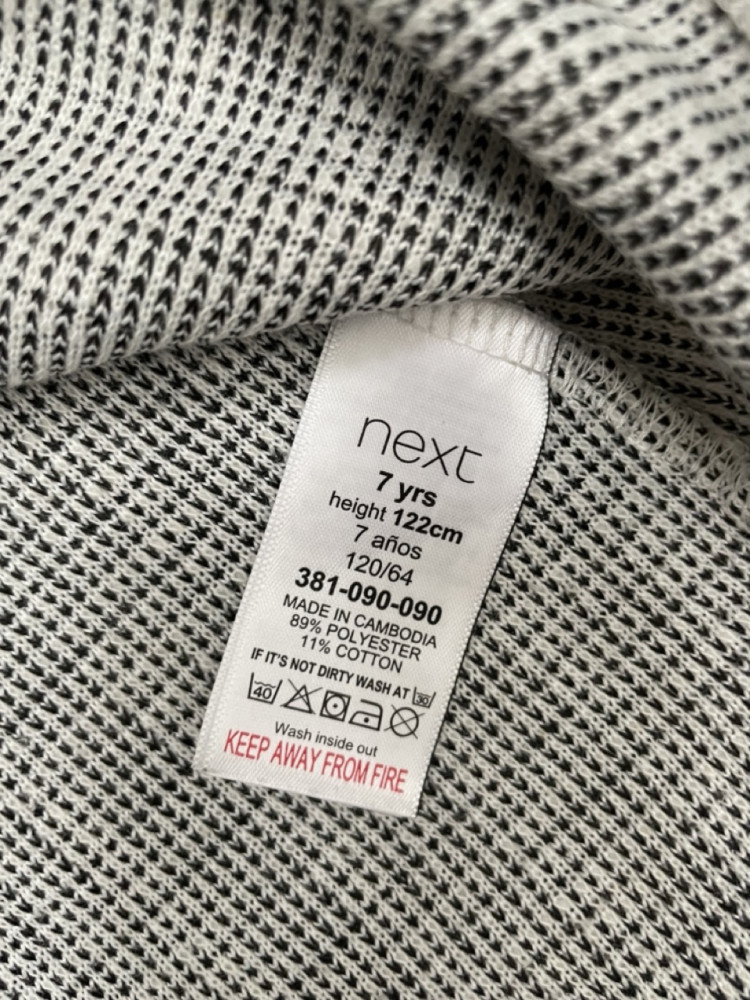 next
7 yrs
height 122cm
7 años
120/64
381-090-090
MADE IN CAMBODIA
89% POLYESTER
11% COTTON
IF IT'S NOT DIRTY WASH AT 30
40
Wash inside out
KEEP AWAY FROM FIRE